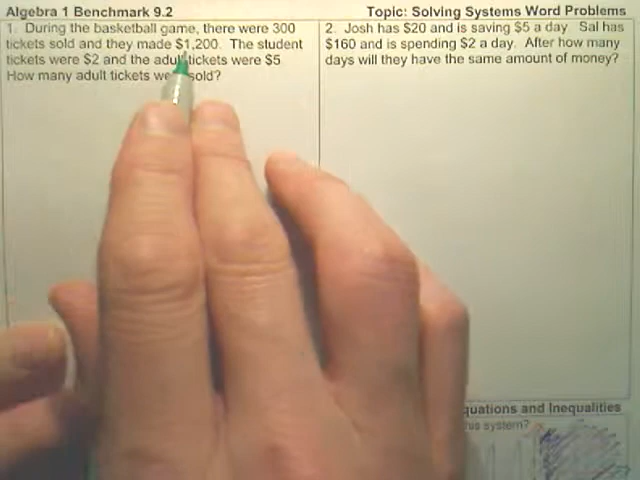 Algebra 1 Benchmark 9.2
Topic: Solving Systems Word Problems
1. During the basketball game, there were 300
tickets sold and they made $1,200. The student
tickets were $2 and the adult tickets were $5
How many adult tickets we sold?
2. Josh has $20 and is saving $5 a day Sal has
$160 and is spending $2 a day. After how many
days will they have the same amount of money?
quations and Inequalities
his system?